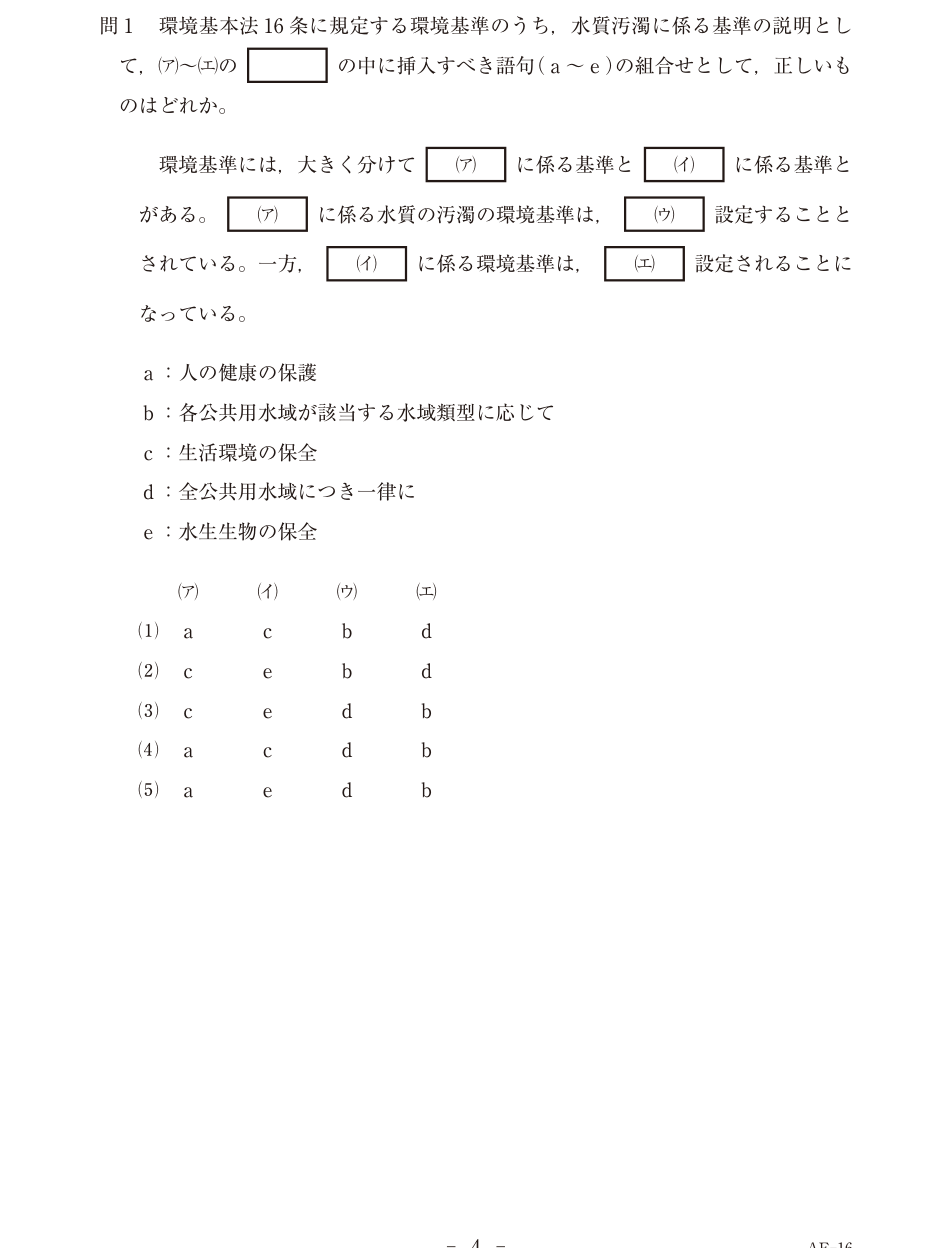 問1　環境基本法16条に規定する環境基準のうち，水質汚濁に係る基準の説明とし
て，㋐～㋓の　　　の中に挿入すべき語句(a～e)の組合せとして，正しいも
のはどれか。
環境基準には，大きく分けて (ア) に係る基準と (イ) に係る基準と
がある。 (ア) に係る水質の汚濁の環境基準は， (ウ) 設定することと
されている。一方， (イ) に係る環境基準は， (エ) 設定されることに
なっている。
a：人の健康の保護
b：各公共用水域が該当する水域類型に応じて
c：生活環境の保全
d：全公共用水域につき一律に
e：水生生物の保全
(ア) (イ) (ウ) (エ)
(1) a c b d
(2) c e b d
(3) c e d b
(4) a c d b
(5) a e d b
－ 4 －